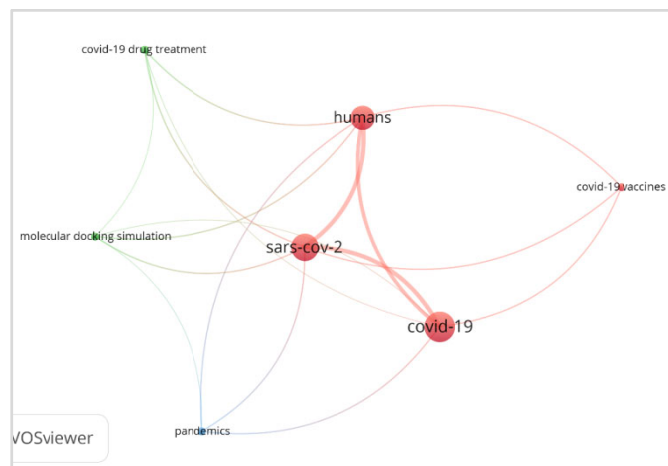 covid-19 drug treatment
humans
covid-19 vaccines
molecular docking simulation
sars-cov-2
covid-19
pandemics
VOSviewer